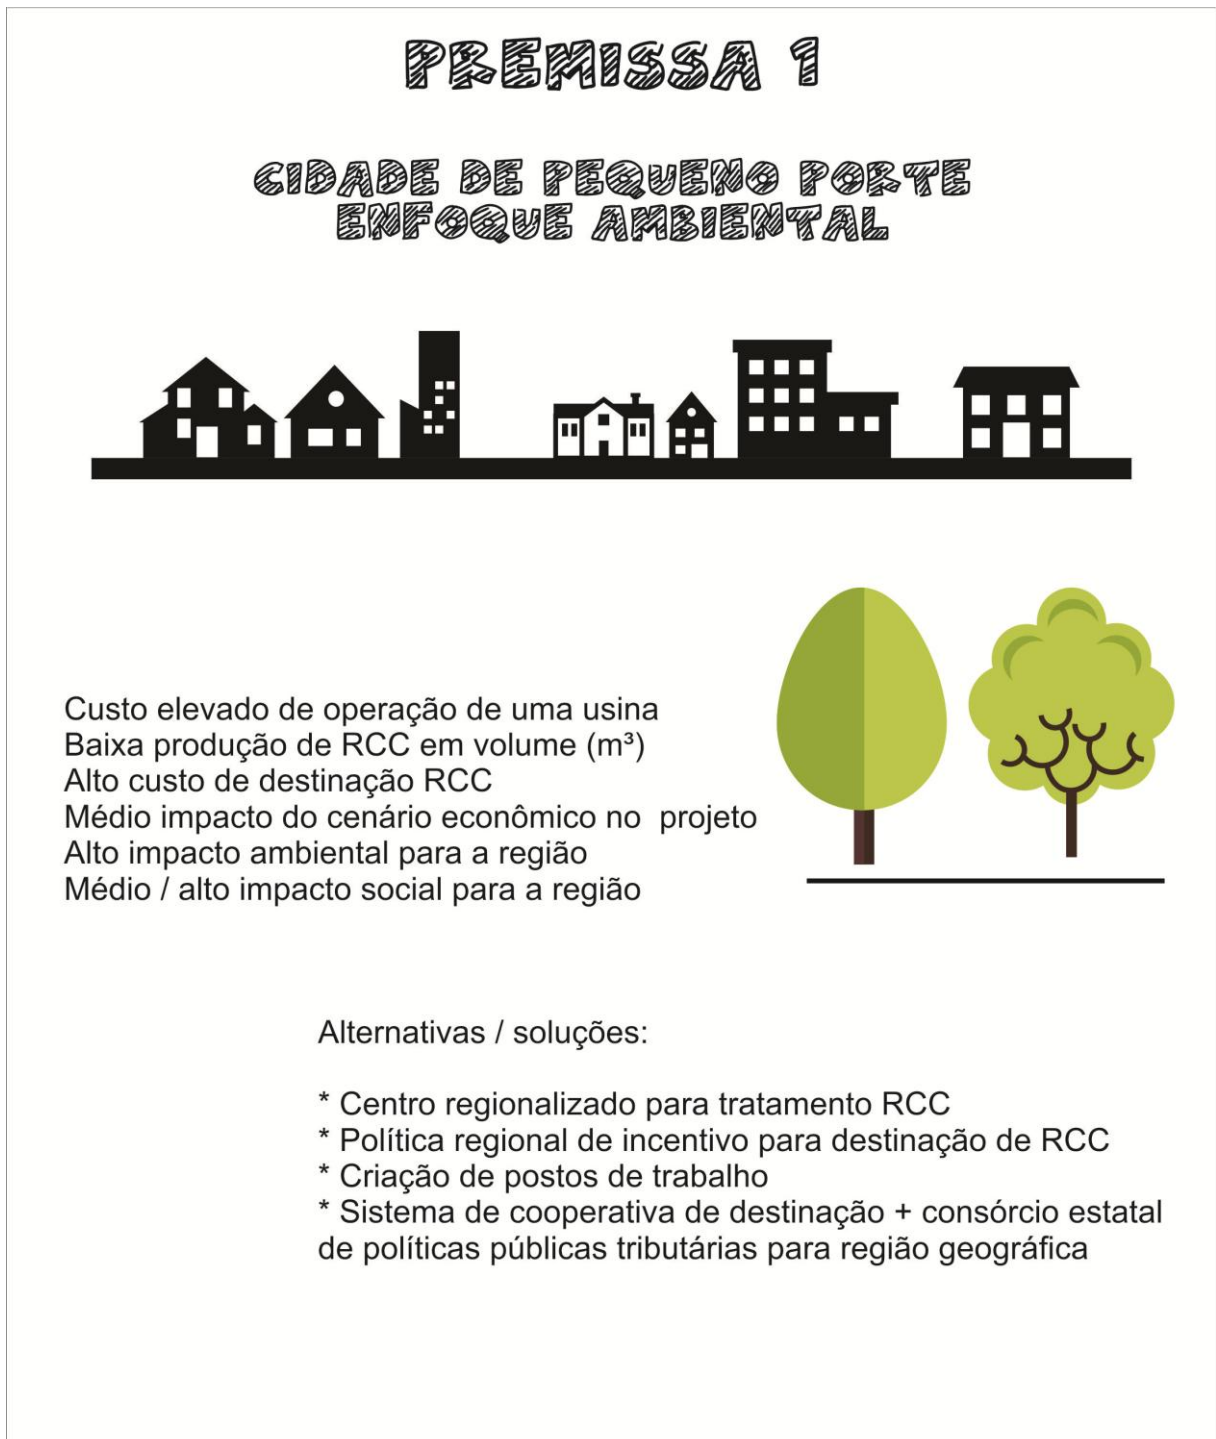 PREMISSA 1
CIDADE DE PEQUENO PORTE
ENFOQUE AMBIENTAL
Custo elevado de operação de uma usina
Baixa produção de RCC em volume (m³)
Alto custo de destinação RCC
Médio impacto do cenário econômico no projeto
Alto impacto ambiental para a região
Médio / alto impacto social para a região
Alternativas / soluções:
* Centro regionalizado para tratamento RCC
* Política regional de incentivo para destinação de RCC
* Criação de postos de trabalho
* Sistema de cooperativa de destinação + consórcio estatal
de políticas públicas tributárias para região geográfica